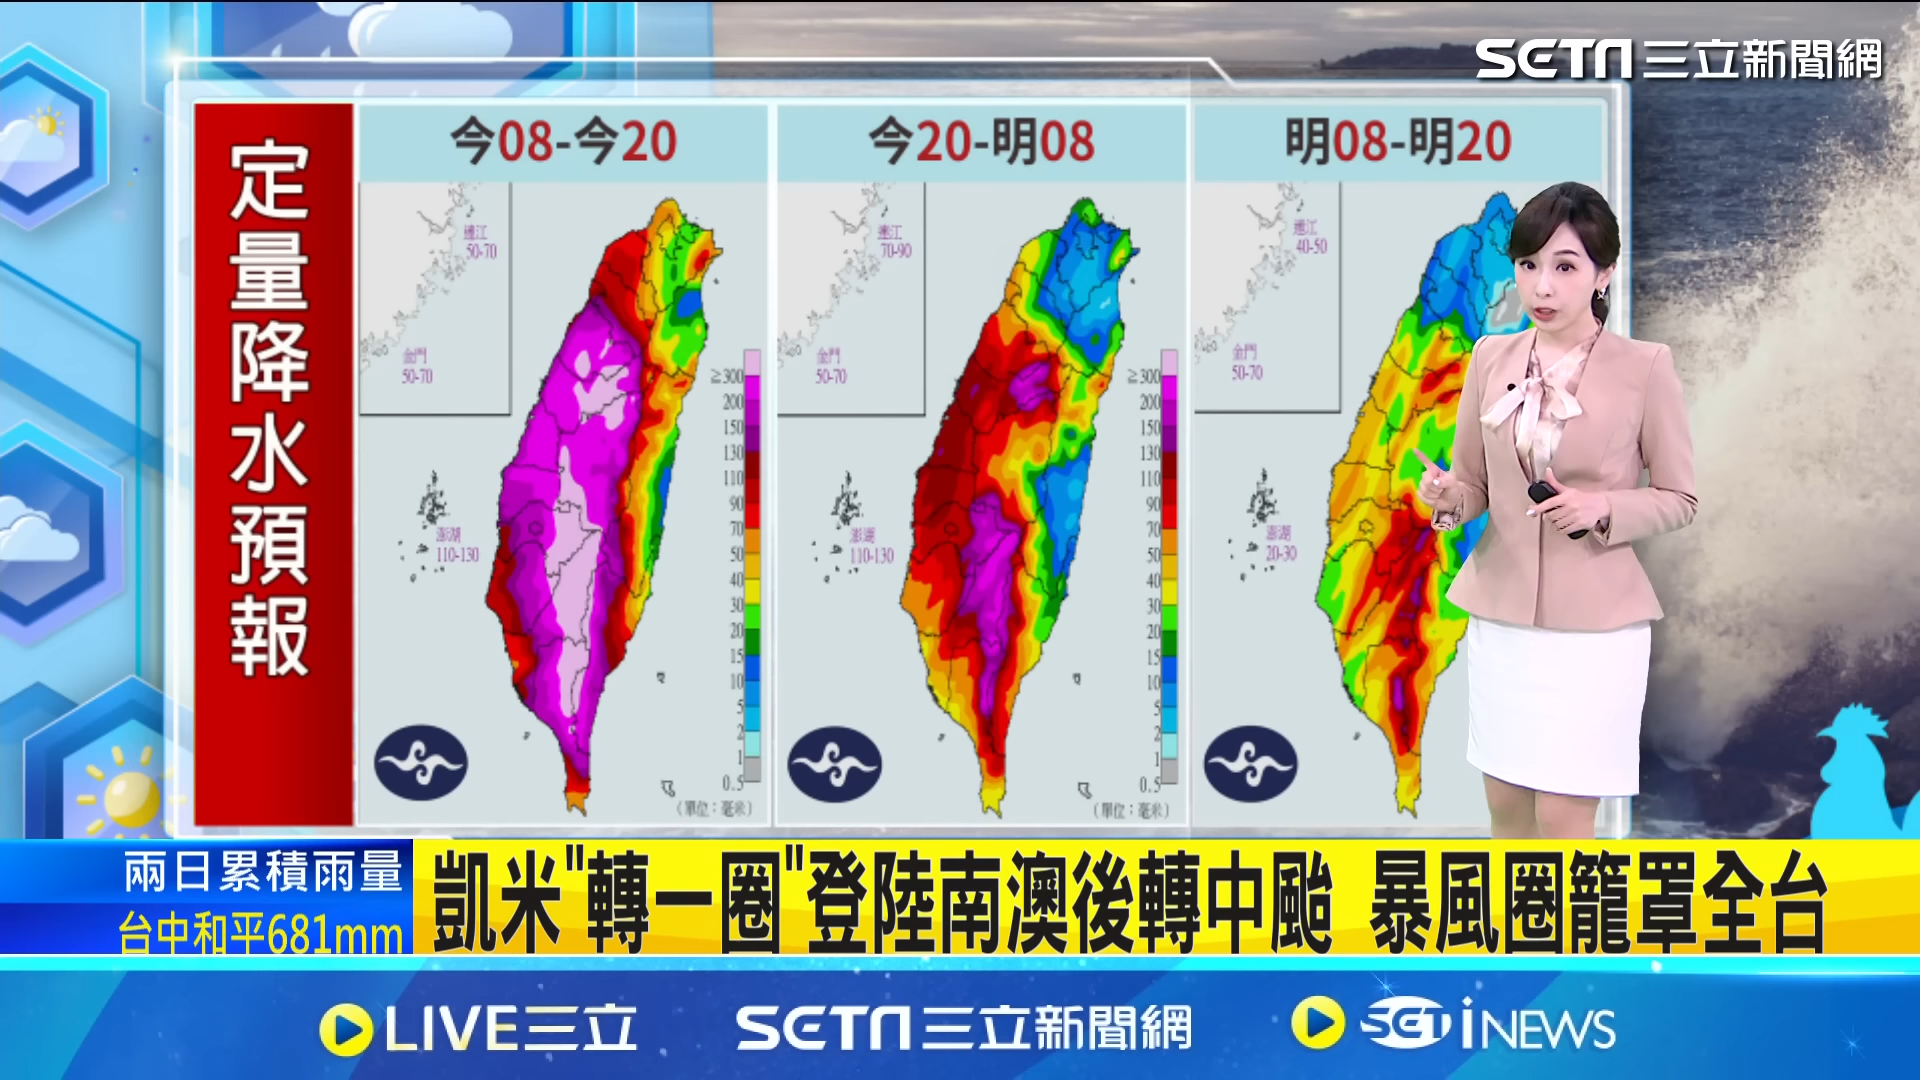 SETN三立新聞網
定量降水預報
今08-今20
連江
50-70
金門
50-70
澎湖
110-130
≧300
200
150
130
110
90
70
50
40
30
20
15
10
5
2
1
0.5
(單位：毫米)
今20-明08
連江
70-90
金門
50-70
澎湖
110-130
≧300
200
150
130
110
90
70
50
40
30
20
15
10
5
2
1
0.5
(單位：毫米)
明08-明20
連江
40-50
金門
50-70
澎湖
20-30
兩日累積雨量
台中和平681mm
凱米"轉一圈"登陸南澳後轉中颱 暴風圈籠罩全台
LIVE三立
SETN三立新聞網
SET iNEWS